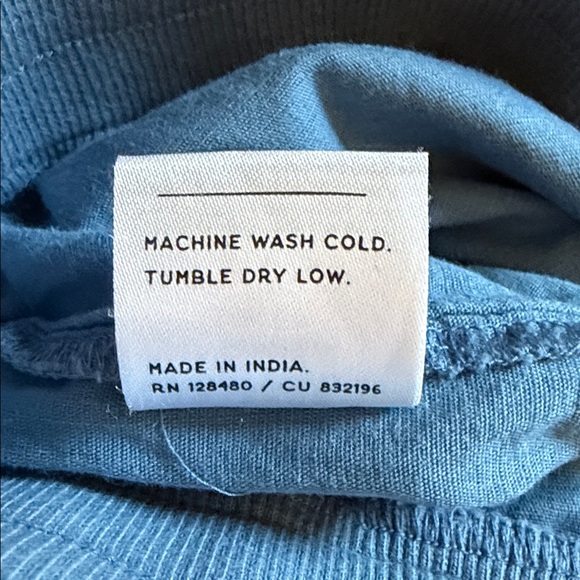 MACHINE WASH COLD.
TUMBLE DRY LOW.
MADE IN INDIA.
RN 128480 / CU 832196